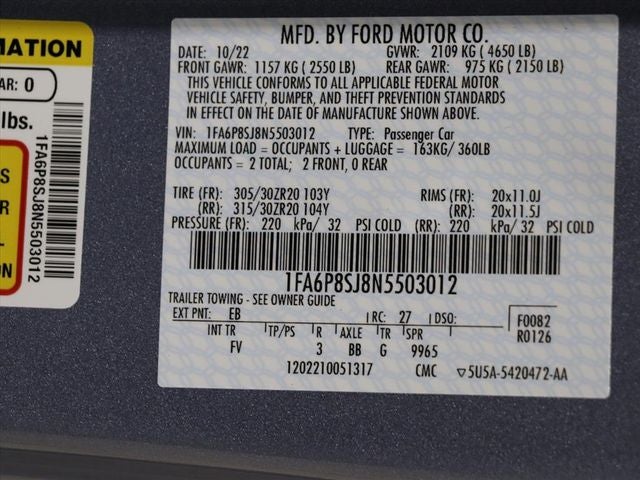 MATION
AR: 0
lbs.
S
R
L-
ON
1FA6P8SJ8N5503012
MFD. BY FORD MOTOR CO.
DATE: 10/22 GVWR: 2109 KG ( 4650 LB)
FRONT GAWR: 1157 KG ( 2550 LB) REAR GAWR: 975 KG ( 2150 LB)
THIS VEHICLE CONFORMS TO ALL APPLICABLE FEDERAL MOTOR
VEHICLE SAFETY, BUMPER, AND THEFT PREVENTION STANDARDS
IN EFFECT ON THE DATE OF MANUFACTURE SHOWN ABOVE.
VIN: 1FA6P8SJ8N5503012 TYPE: Passenger Car
MAXIMUM LOAD = OCCUPANTS + LUGGAGE = 163KG/ 360LB
OCCUPANTS = 2 TOTAL; 2 FRONT, 0 REAR
TIRE (FR): 305/30ZR20 103Y RIMS (FR): 20x11.0J
(RR): 315/30ZR20 104Y (RR): 20x11.5J
PRESSURE (FR): 220 kPa/ 32 PSI COLD (RR): 220 kPa/ 32 PSI COLD
1FA6P8SJ8N5503012
TRAILER TOWING - SEE OWNER GUIDE
EXT PNT: EB RC: 27 DSO:
F0082
R0126
INT TR TP/PS R AXLE TR SPR
FV 3 BB G 9965
1202210051317 CMC ▽5U5A-5420472-AA